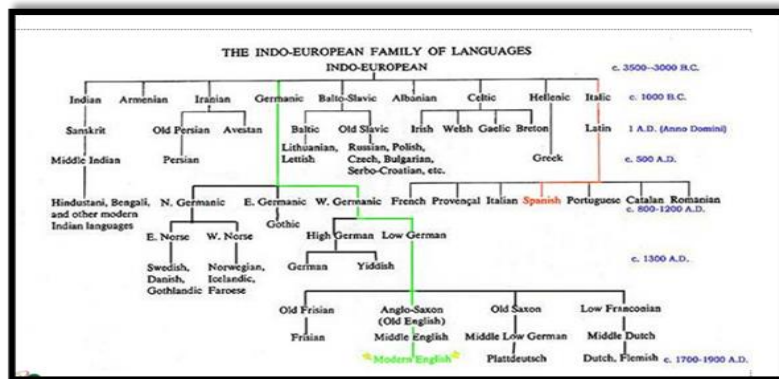 THE INDO-EUROPEAN FAMILY OF LANGUAGES
INDO-EUROPEAN
c. 3500--3000 B.C.
Indian Armenian Iranian Germanic Balto-Slavic Albanian Celtic Hellenic Italic c. 1000 B.C.
Sanskrit Old Persian Avestan Baltic Old Slavic Irish Welsh Gaelic Breton Latin 1 A.D. (Anno Domini)
Middle Indian Persian Lithuanian, Lettish Russian, Polish, Czech, Bulgarian, Serbo-Croatian, etc. Greek c. 500 A.D.
Hindustani, Bengali, and other modern Indian languages
N. Germanic E. Germanic W. Germanic French Provençal Italian Spanish Portuguese Catalan Romanian
c. 800-1200 A.D.
Gothic
E. Norse W. Norse High German Low German
c. 1300 A.D.
Swedish, Danish, Gothlandic Norwegian, Icelandic, Faroese German Yiddish
Old Frisian Anglo-Saxon (Old English) Old Saxon Low Franconian
Frisian Middle English Middle Low German Middle Dutch
Modern English Plattdeutsch Dutch, Flemish c. 1700-1900 A.D.